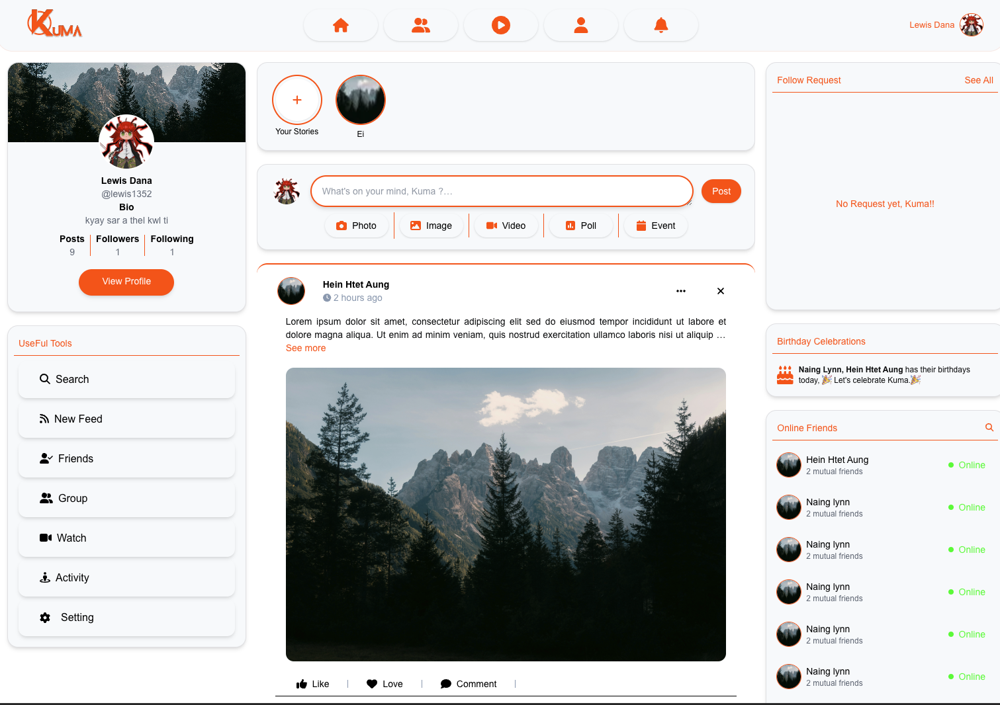 KUMA
Lewis Dana
Lewis Dana
@lewis1352
Bio
kyay sar a thel kwl ti
Posts Followers Following
9 1 1
View Profile
UseFul Tools
Search
New Feed
Friends
Group
Watch
Activity
Setting
Your Stories
Ei
What's on your mind, Kuma ?...
Post
Photo
Image
Video
Poll
Event
Hein Htet Aung
2 hours ago
Lorem ipsum dolor sit amet, consectetur adipiscing elit sed do eiusmod tempor incididunt ut labore et
dolore magna aliqua. Ut enim ad minim veniam, quis nostrud exercitation ullamco laboris nisi ut aliquip ...
See more
Like
Love
Comment
Follow Request See All
No Request yet, Kuma!!
Birthday Celebrations
Naing Lynn, Hein Htet Aung has their birthdays
today, 🎉 Let's celebrate Kuma.🎉
Online Friends
Hein Htet Aung
2 mutual friends
Online
Naing lynn
2 mutual friends
Online
Naing lynn
2 mutual friends
Online
Naing lynn
2 mutual friends
Online
Naing lynn
2 mutual friends
Online
Naing lynn
2 mutual friends
Online